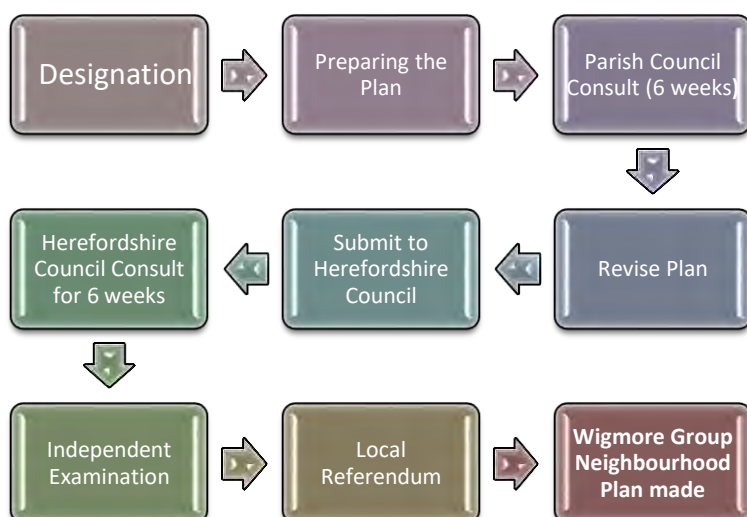 Designation
Preparing the
Plan
Parish Council
Consult (6 weeks)
Revise Plan
Submit to
Herefordshire
Council
Herefordshire
Council Consult
for 6 weeks
Independent
Examination
Local
Referendum
Wigmore Group
Neighbourhood
Plan made